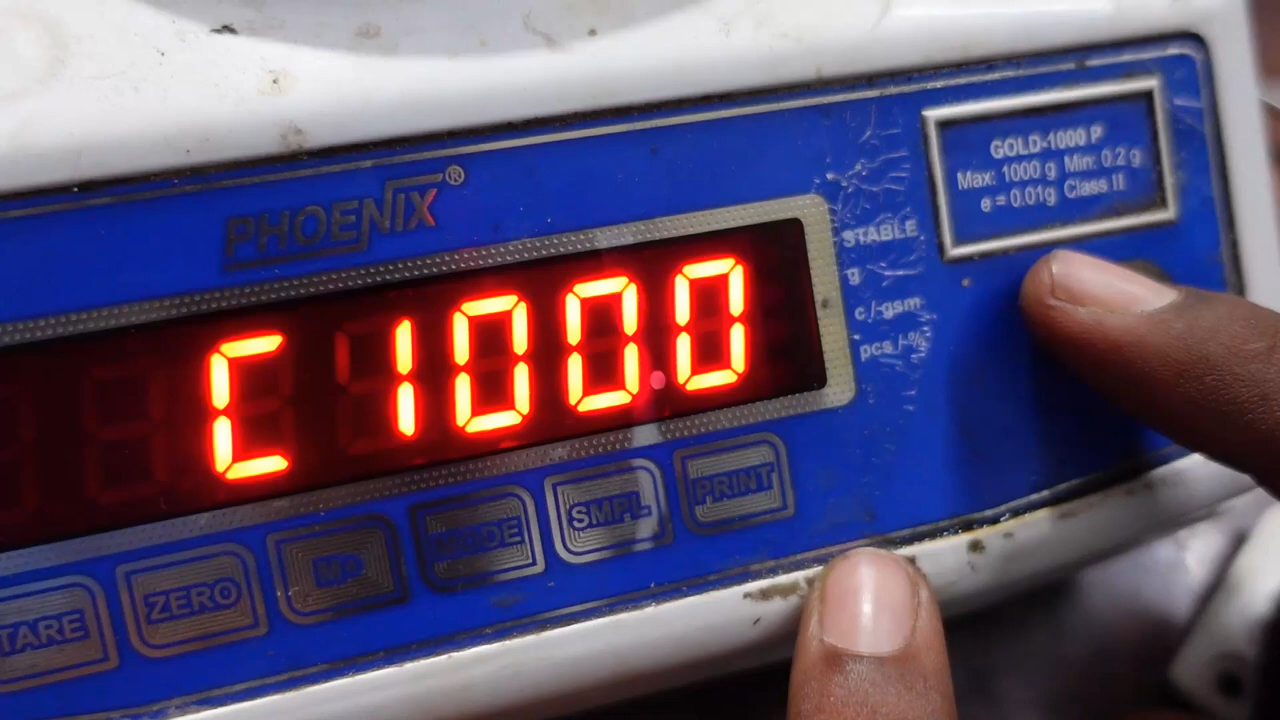 GOLD-1000 P
Max: 1000 g Min: 0.2 g
e = 0.01g Class II
PHOENIX®
STABLE
g
c / gsm
pcs / %
C 1000
TARE ZERO M+ MODE SMPL PRINT